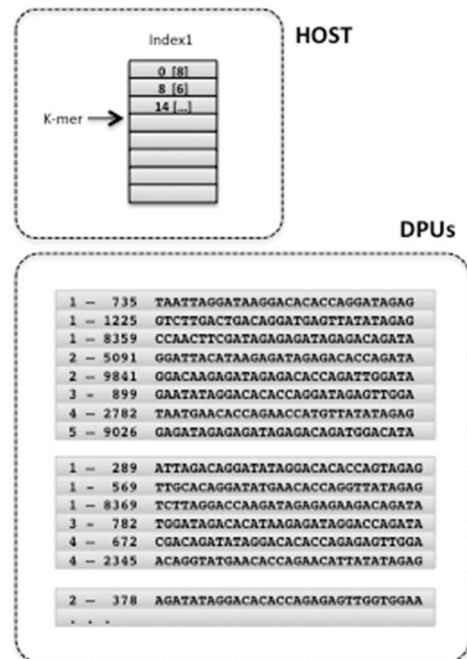 HOST
Index1
0 [8]
8 [6]
14 [...]
K-mer
DPUs
1 – 735 TAATTAGGATAAGGACACACCAGGATAGAG
1 – 1225 GTCTTGACTGACAGGATGAGTTATATAGAG
1 – 8359 CCAACTTCGATAGAGAGATAGAGACAGATA
2 – 5091 GGATTACATAAGAGATAGAGACACCAGATA
2 – 9841 GGACAAGAGATAGAGACACCAGATTGGATA
3 - 899 GAATATAGGACACACCAGGATAGAGTTGGA
4 – 2782 TAATGAACACCAGAACCATGTTATATAGAG
5 – 9026 GAGATAGAGAGATAGAGACAGATGGACATA
1 – 289 ATTAGACAGGATATAGGACACACCAGTAGAG
1 - 569 TTGCACAGGATATGAACACCAGGTTATAGAG
1 – 8369 TCTTAGGACCAAGATAGAGAGAAGACAGATA
3 – 782 TGGATAGACACATAAGAGATAGGACCAGATA
4 – 672 CGACAGATATAGGACACACCAGAGAGTTGGA
4 – 2345 ACAGGTATGAACACCAGAACATTATATAGAG
2 – 378 AGATATAGGACACACCAGAGAGTTGGTGGAA
. . .